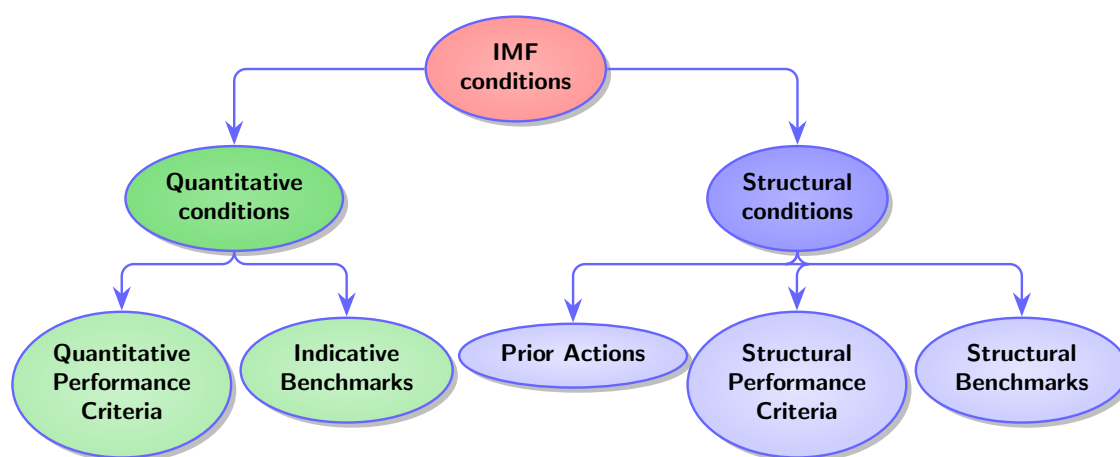 IMF
conditions
Quantitative
conditions
Structural
conditions
Quantitative
Performance
Criteria
Indicative
Benchmarks
Prior Actions
Structural
Performance
Criteria
Structural
Benchmarks